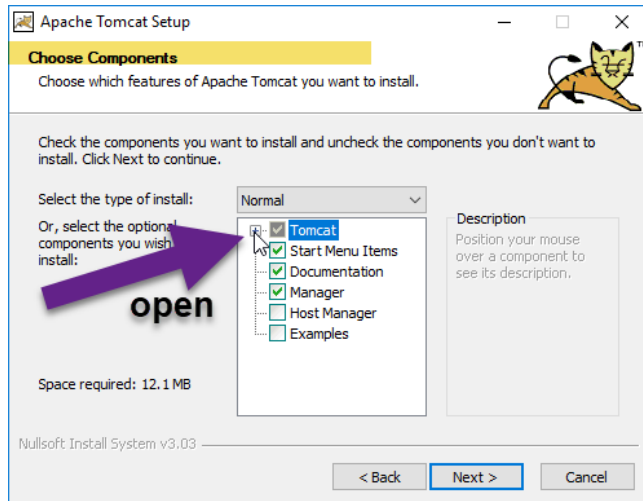 Apache Tomcat Setup
Choose Components
Choose which features of Apache Tomcat you want to install.
TM
Check the components you want to install and uncheck the components you don't want to
install. Click Next to continue.
Select the type of install:
Normal
Or, select the optional
components you wish
install:
Tomcat
Start Menu Items
Documentation
Manager
Host Manager
Examples
Description
Position your mouse
over a component to
see its description.
open
Space required: 12.1 MB
Nullsoft Install System v3.03
< Back
Next >
Cancel